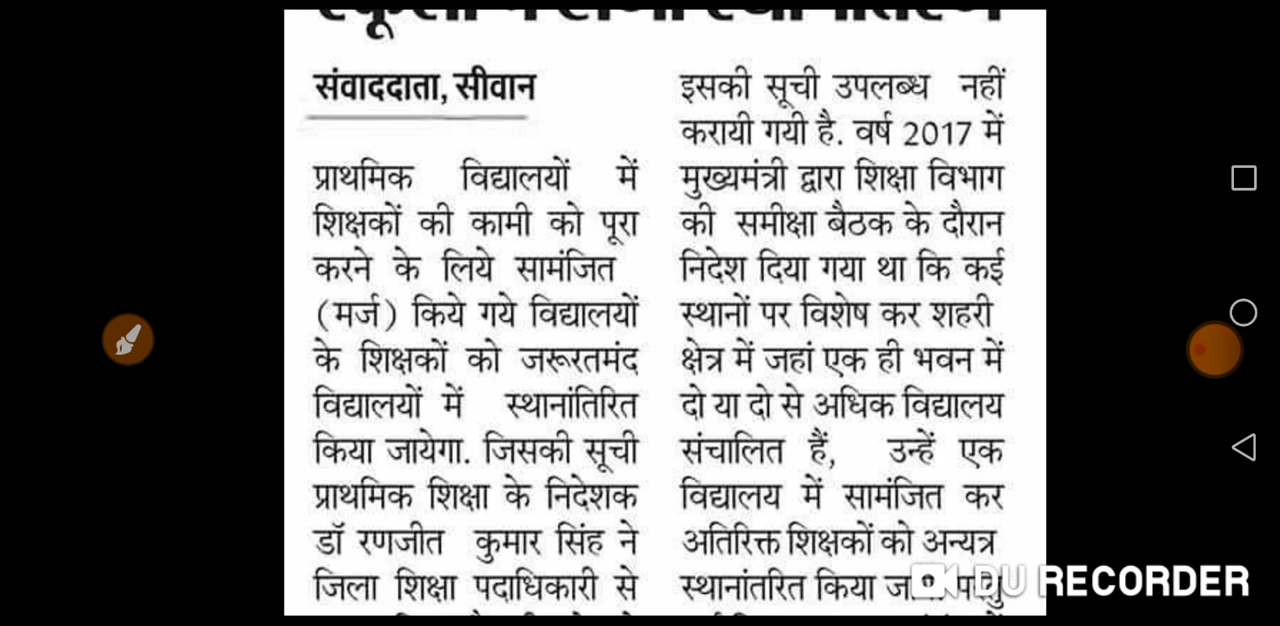 संवाददाता, सीवान
प्राथमिक विद्यालयों में
शिक्षकों की कामी को पूरा
करने के लिये सामंजित
(मर्ज) किये गये विद्यालयों
के शिक्षकों को जरूरतमंद
विद्यालयों में स्थानांतिरित
किया जायेगा. जिसकी सूची
प्राथमिक शिक्षा के निदेशक
डॉ रणजीत कुमार सिंह ने
जिला शिक्षा पदाधिकारी से
इसकी सूची उपलब्ध नहीं
करायी गयी है. वर्ष 2017 में
मुख्यमंत्री द्वारा शिक्षा विभाग
की समीक्षा बैठक के दौरान
निदेश दिया गया था कि कई
स्थानों पर विशेष कर शहरी
क्षेत्र में जहां एक ही भवन में
दो या दो से अधिक विद्यालय
संचालित हैं, उन्हें एक
विद्यालय में सामंजित कर
अतिरिक्त शिक्षकों को अन्यत्र
स्थानांतरित किया
DU RECORDER